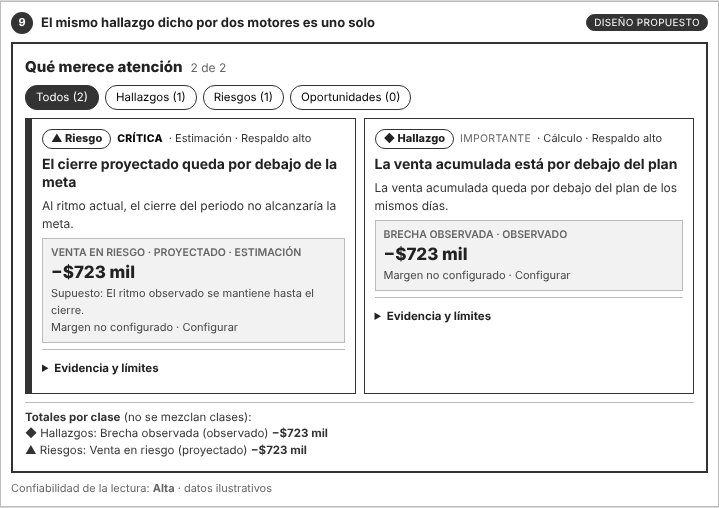 9 El mismo hallazgo dicho por dos motores es uno solo
DISEÑO PROPUESTO
Qué merece atención 2 de 2
Todos (2) Hallazgos (1) Riesgos (1) Oportunidades (0)
▲ Riesgo CRÍTICA · Estimación · Respaldo alto
El cierre proyectado queda por debajo de la
meta
Al ritmo actual, el cierre del periodo no alcanzaría la
meta.
VENTA EN RIESGO · PROYECTADO · ESTIMACIÓN
−$723 mil
Supuesto: El ritmo observado se mantiene hasta el
cierre.
Margen no configurado · Configurar
▶ Evidencia y límites
◆ Hallazgo IMPORTANTE · Cálculo · Respaldo alto
La venta acumulada está por debajo del plan
La venta acumulada queda por debajo del plan de los
mismos días.
BRECHA OBSERVADA · OBSERVADO
−$723 mil
Margen no configurado · Configurar
▶ Evidencia y límites
Totales por clase (no se mezclan clases):
◆ Hallazgos: Brecha observada (observado) −$723 mil
▲ Riesgos: Venta en riesgo (proyectado) −$723 mil
Confiabilidad de la lectura: Alta · datos ilustrativos